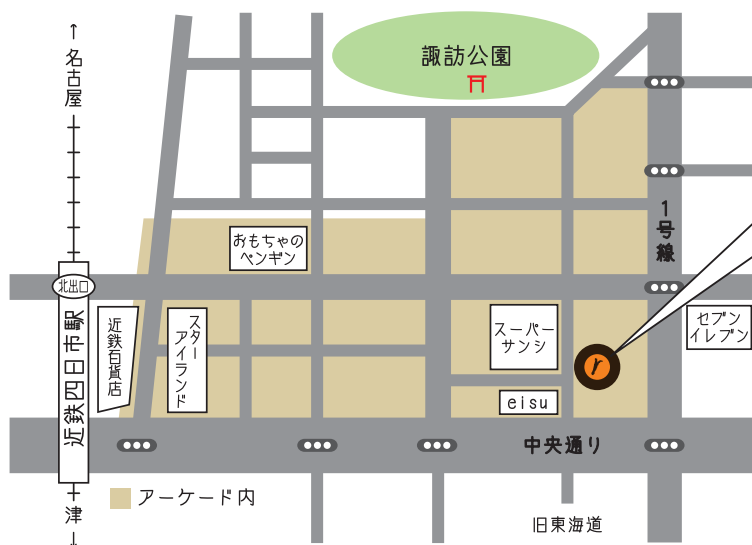 ↑
名古屋
諏訪公園
1号線
おもちゃの
ペンギン
北出口
近鉄四日市駅
近鉄百貨店
スター
アイランド
スーパー
サンシ
r
セブン
イレブン
eisu
中央通り
アーケード内
津
↓
旧東海道